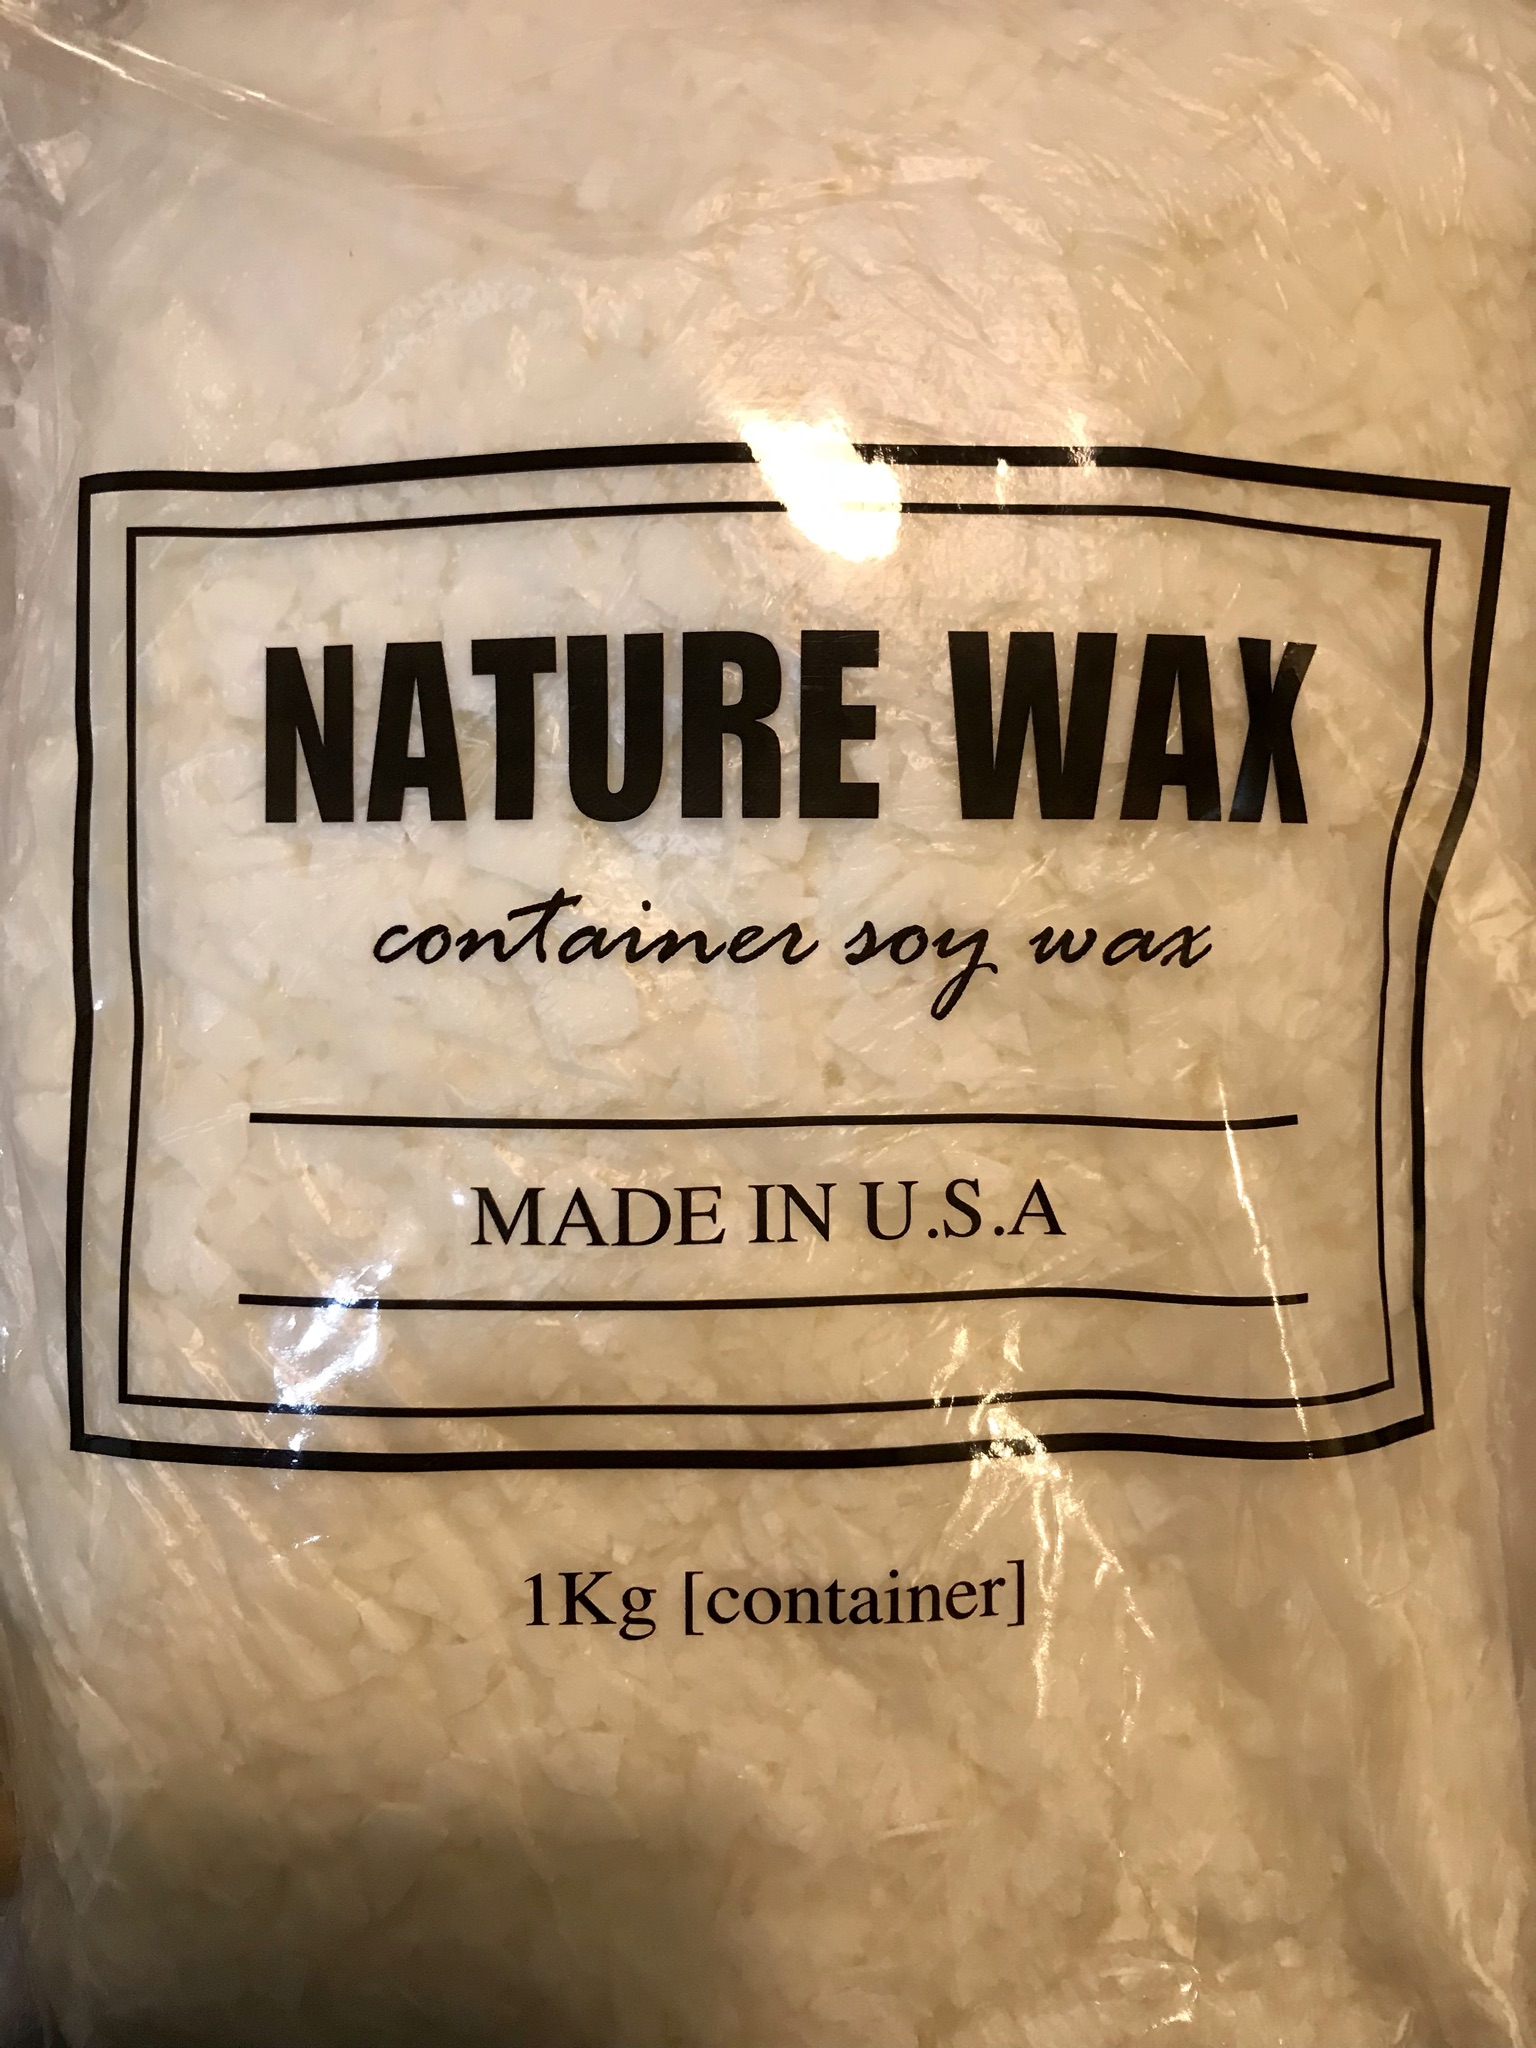 NATURE WAX
container soy wax
MADE IN U.S.A
1Kg [container]